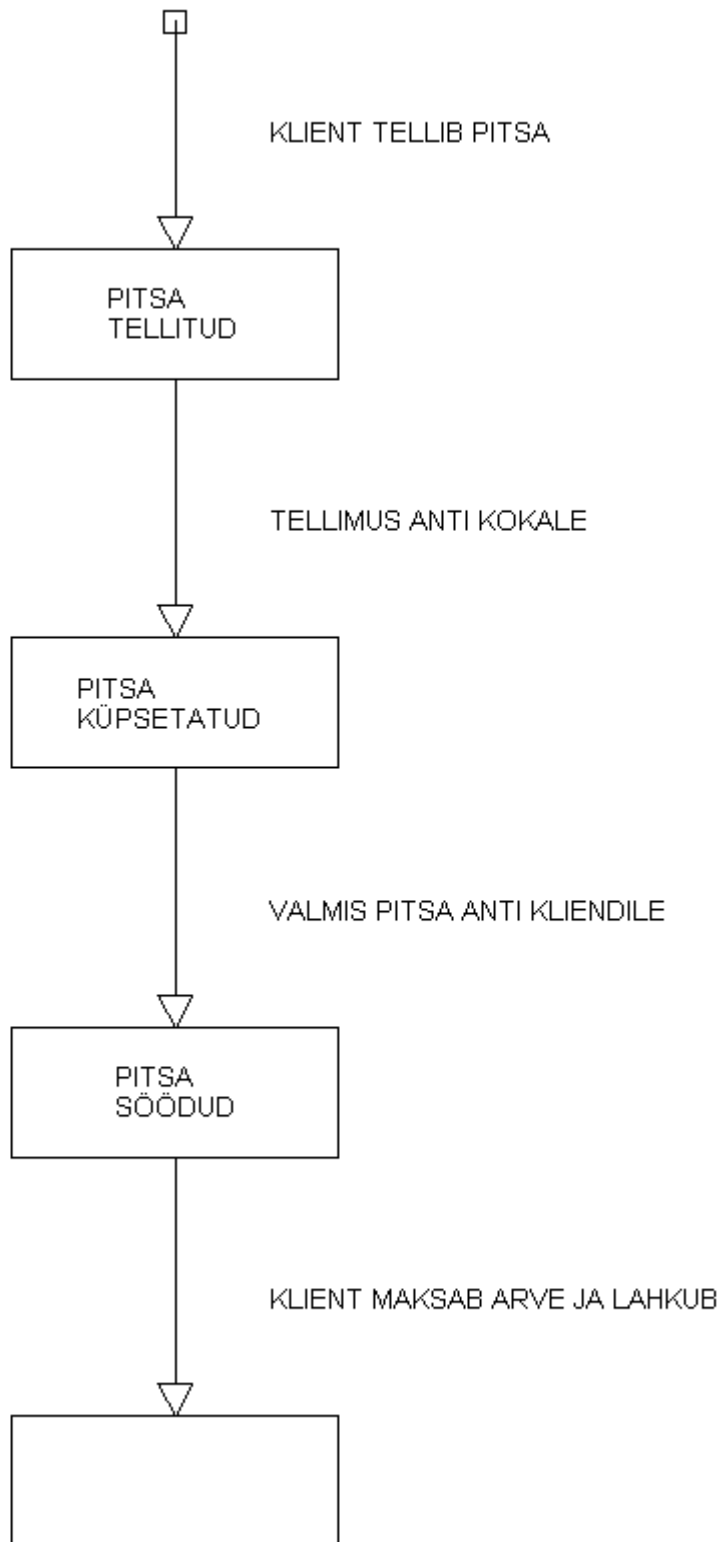 KLIENT TELLIB PITSA
PITSA
TELLITUD
TELLIMUS ANTI KOKALE
PITSA
KÜPSETATUD
VALMIS PITSA ANTI KLIENDILE
PITSA
SÖÖDUD
KLIENT MAKSAB ARVE JA LAHKUB